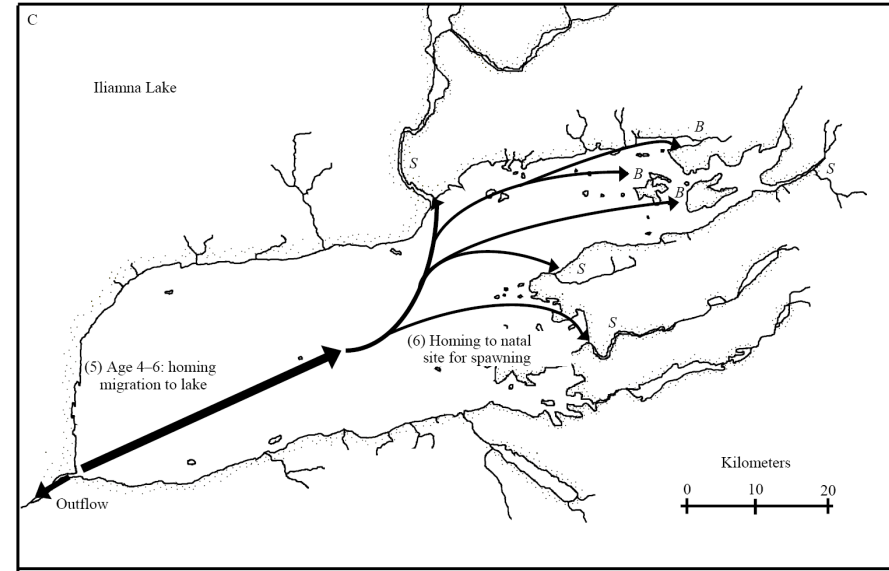 C
Iliamna Lake
B
S
B
S
B
S
S
(5) Age 4–6: homing
migration to lake
(6) Homing to natal
site for spawning
Kilometers
0 10 20
Outflow